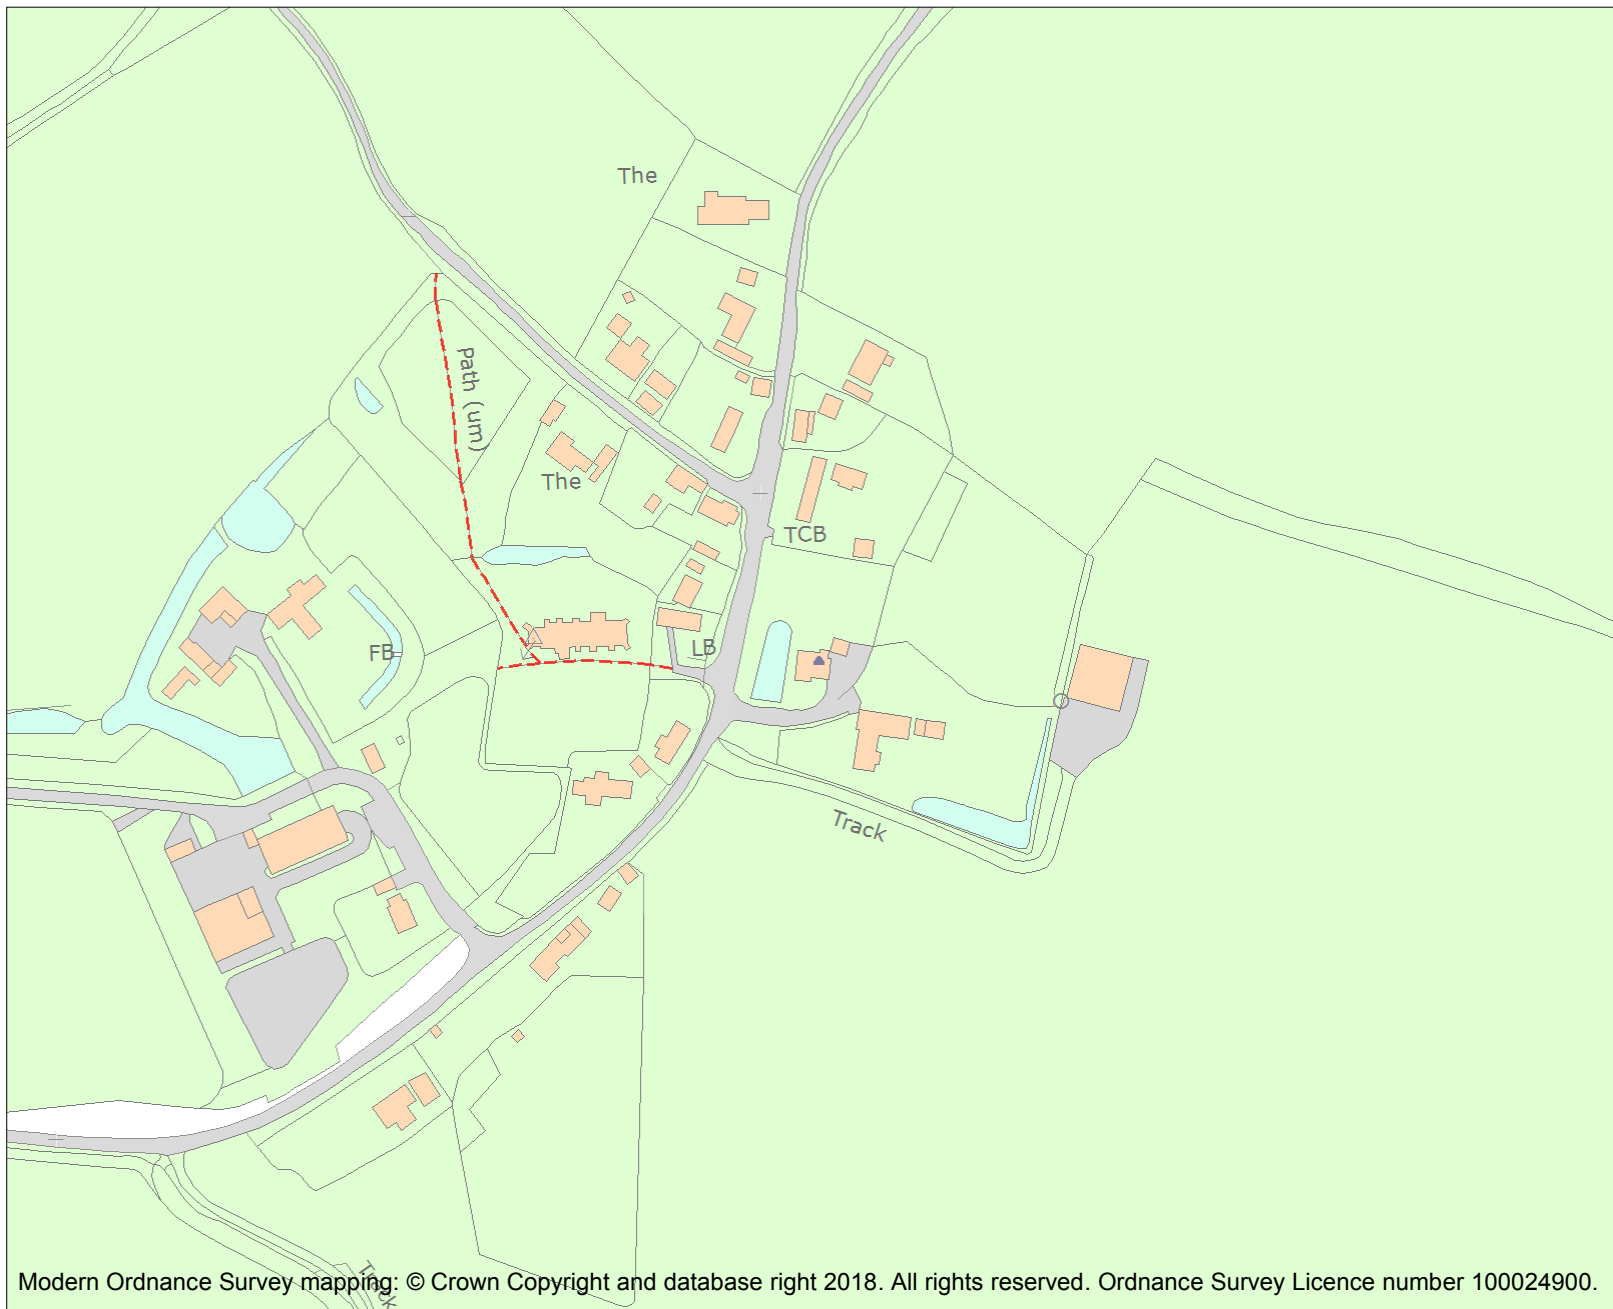 The
Path (um)
The
TCB
FB
LB
Track
Track
Modern Ordnance Survey mapping: © Crown Copyright and database right 2018. All rights reserved. Ordnance Survey Licence number 100024900.